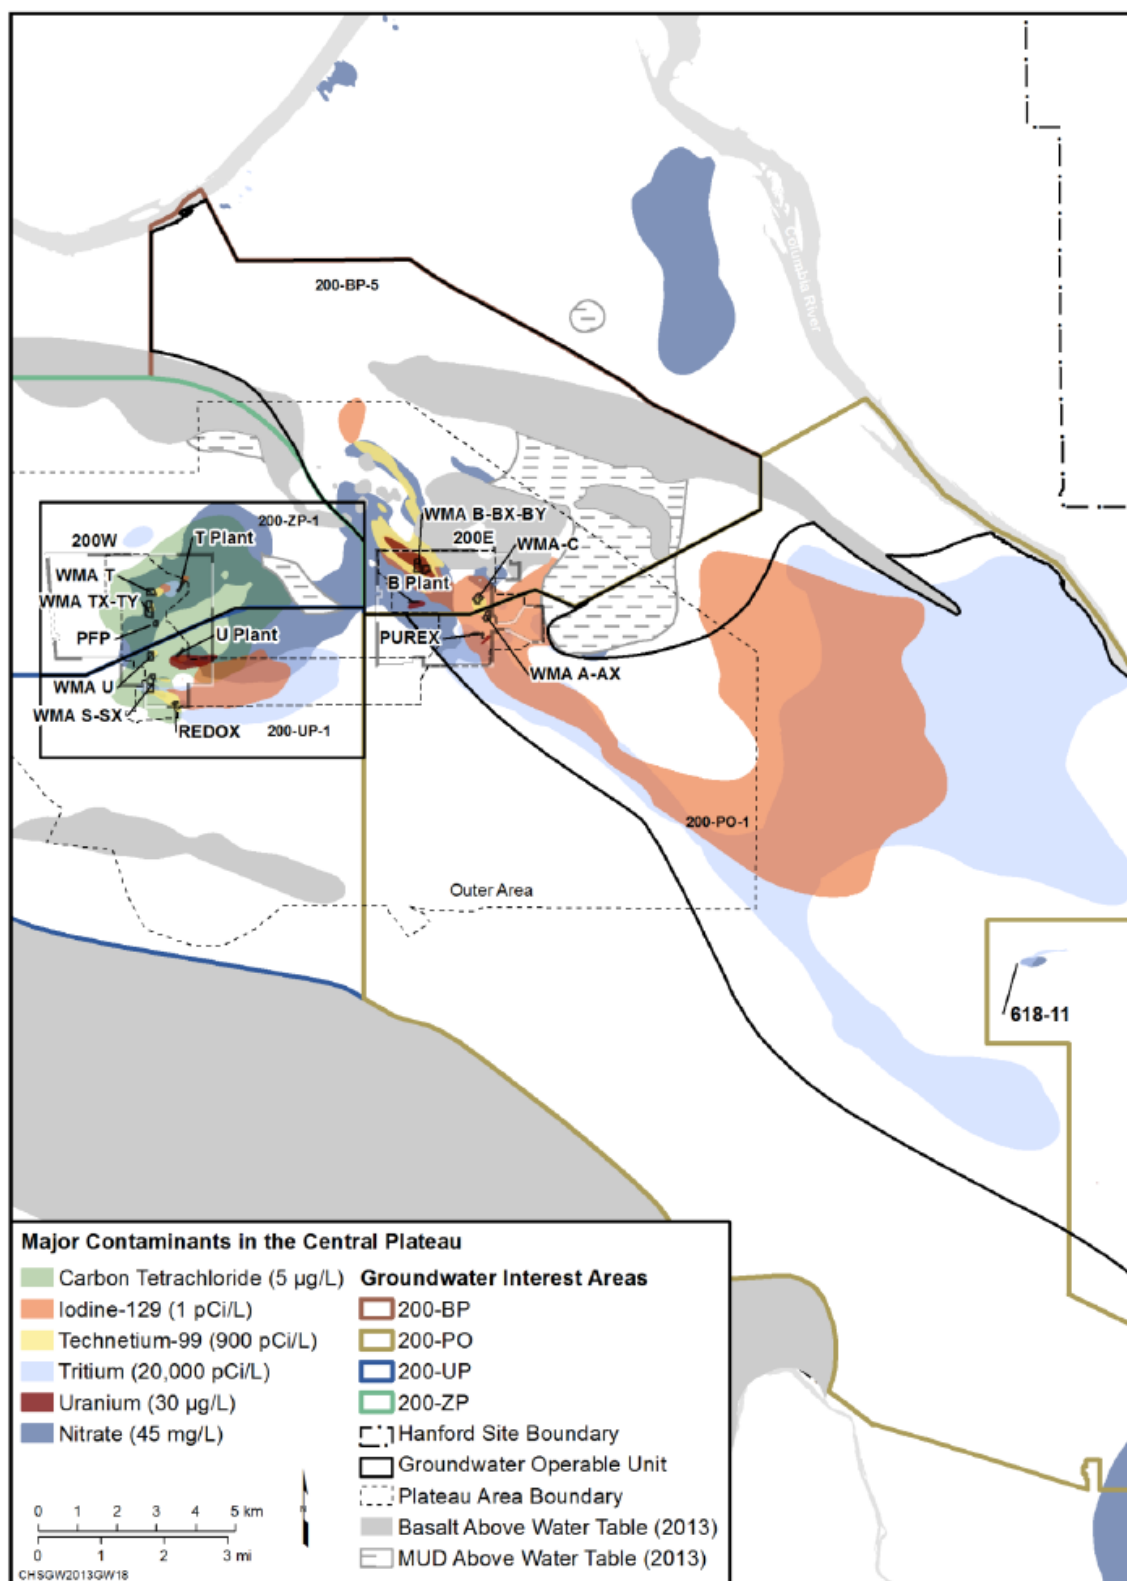 Columbia River
200-BP-5
WMA B-BX-BY
200-ZP-1
200E
200W
T Plant
WMA-C
WMA T
B Plant
WMA TX-TY
PFP
U Plant
PUREX
WMA U
WMA A-AX
WMA S-SX
REDOX
200-UP-1
200-PO-1
Outer Area
618-11
Major Contaminants in the Central Plateau
Carbon Tetrachloride (5 µg/L)
Iodine-129 (1 pCi/L)
Technetium-99 (900 pCi/L)
Tritium (20,000 pCi/L)
Uranium (30 µg/L)
Nitrate (45 mg/L)
Groundwater Interest Areas
200-BP
200-PO
200-UP
200-ZP
Hanford Site Boundary
Groundwater Operable Unit
Plateau Area Boundary
Basalt Above Water Table (2013)
MUD Above Water Table (2013)
0 1 2 3 4 5 km
0 1 2 3 mi
N
CHSGW2013GW18